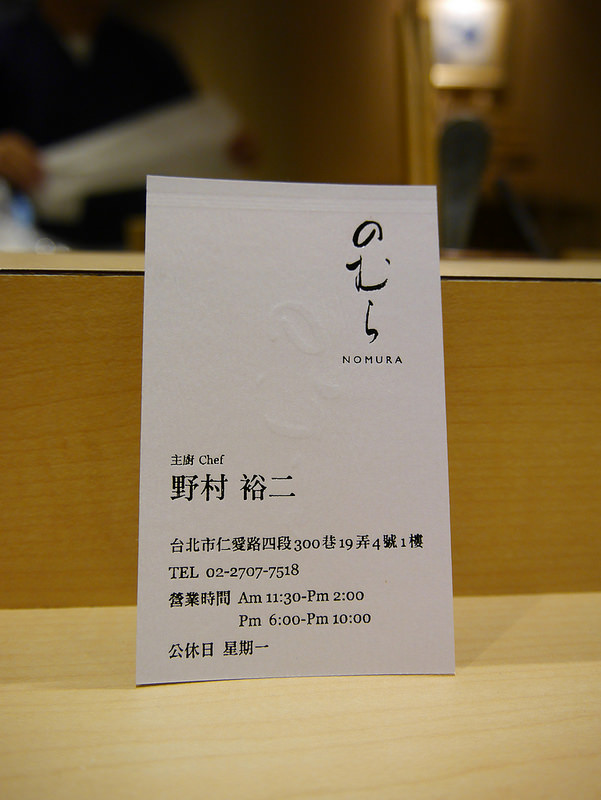 のむら
NOMURA
主廚 Chef
野村 裕二
台北市仁愛路四段300巷19弄4號1樓
TEL 02-2707-7518
營業時間 Am 11:30-Pm 2:00
Pm 6:00-Pm 10:00
公休日 星期一